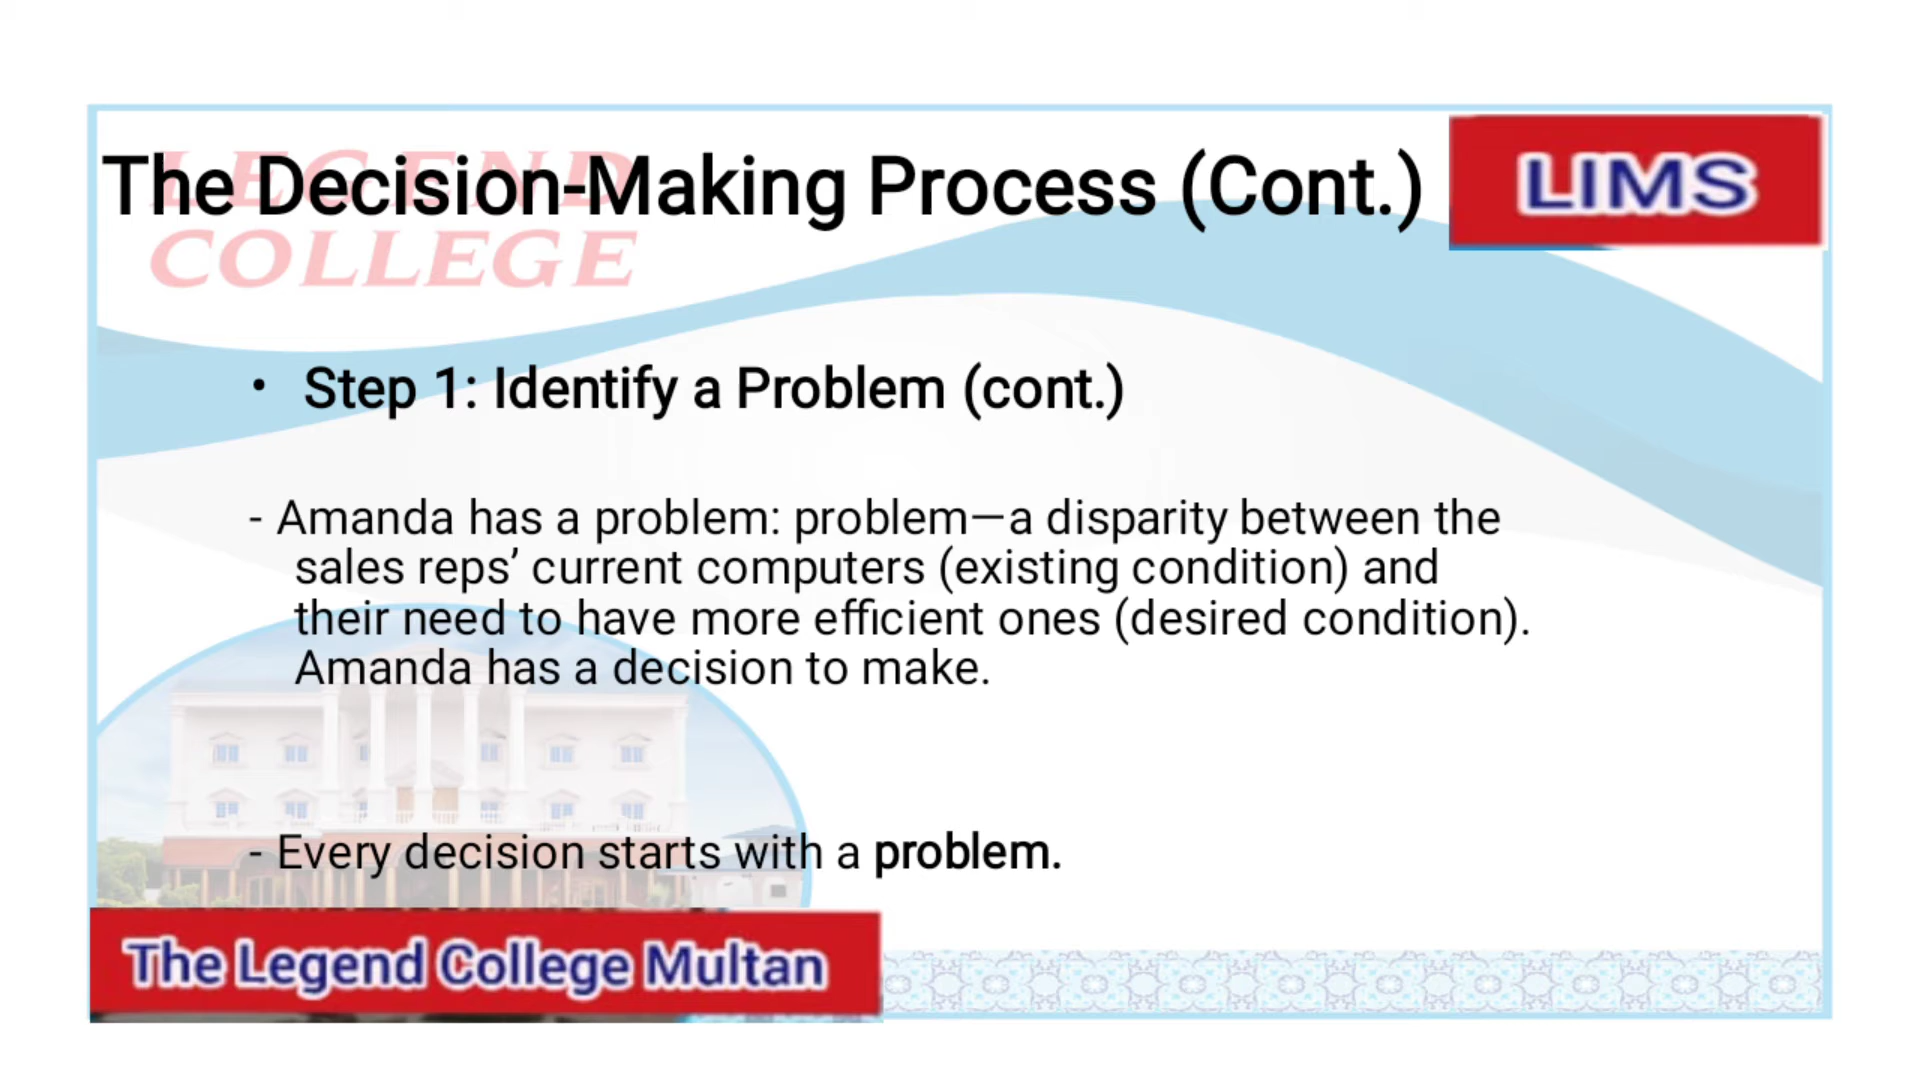 The Decision-Making Process (Cont.)
LIMS
LEGEND
COLLEGE
• Step 1: Identify a Problem (cont.)
- Amanda has a problem: problem—a disparity between the
sales reps’ current computers (existing condition) and
their need to have more efficient ones (desired condition).
Amanda has a decision to make.
- Every decision starts with a problem.
The Legend College Multan